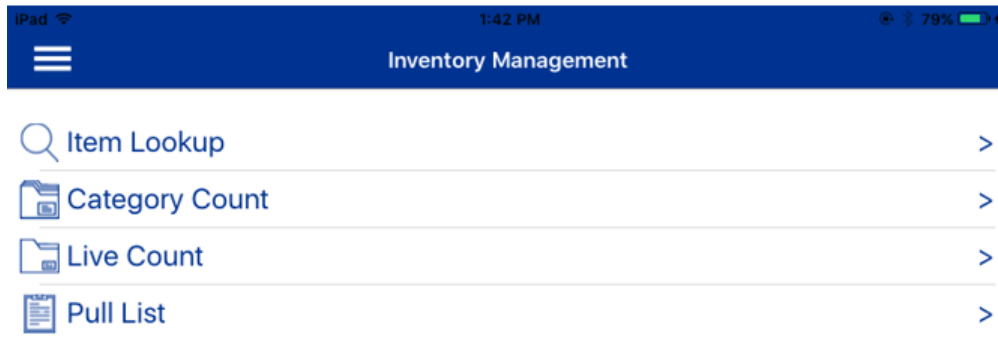 iPad 1:42 PM 79%
Inventory Management
Item Lookup >
Category Count >
Live Count >
Pull List >